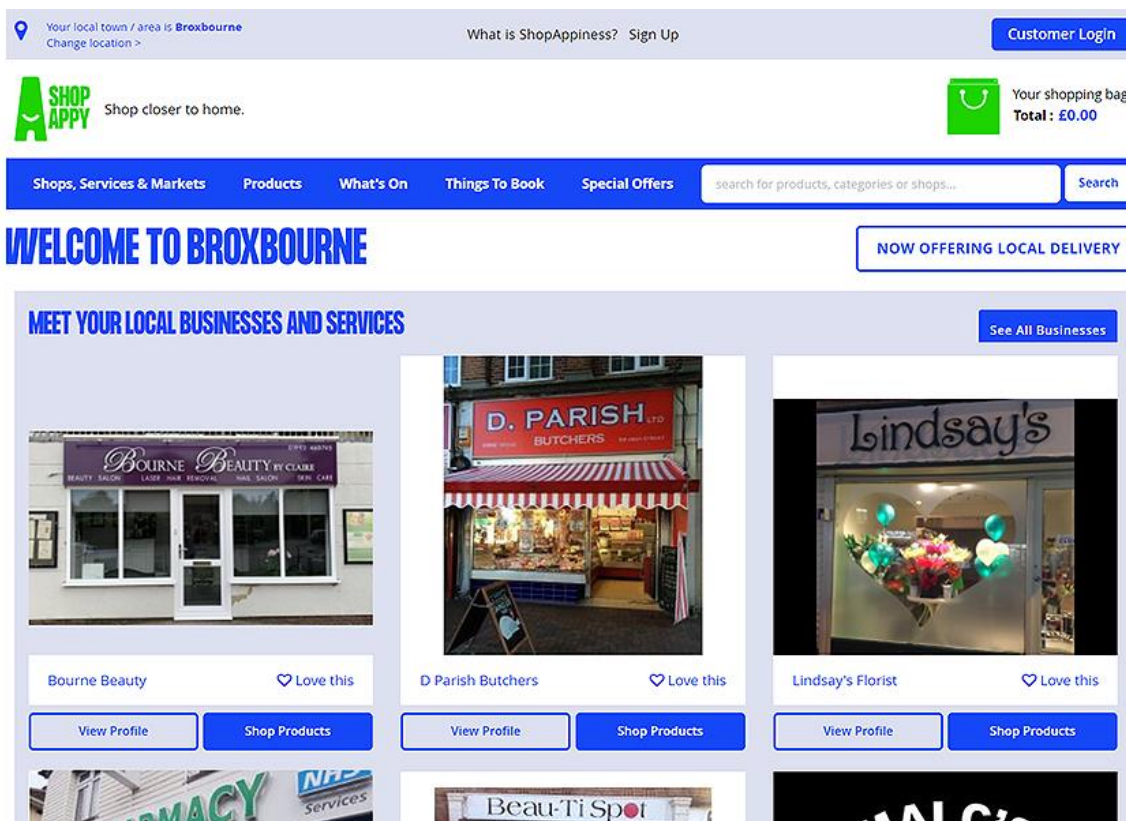 Your local town / area is Broxbourne
Change location >
What is ShopAppiness? Sign Up
Customer Login
SHOP
APPY
Shop closer to home.
Your shopping bag
Total : £0.00
Shops, Services & Markets Products What's On Things To Book Special Offers
search for products, categories or shops...
Search
WELCOME TO BROXBOURNE
NOW OFFERING LOCAL DELIVERY
MEET YOUR LOCAL BUSINESSES AND SERVICES
See All Businesses
BOURNE BEAUTY BY CLAIRE
BEAUTY SALON LASER HAIR REMOVAL NAIL SALON SKIN CARE
D. PARISH LTD
BUTCHERS
Lindsay's
Bourne Beauty
Love this
D Parish Butchers
Love this
Lindsay's Florist
Love this
View Profile
Shop Products
View Profile
Shop Products
View Profile
Shop Products
NHS
Services
Beau-Ti Spot